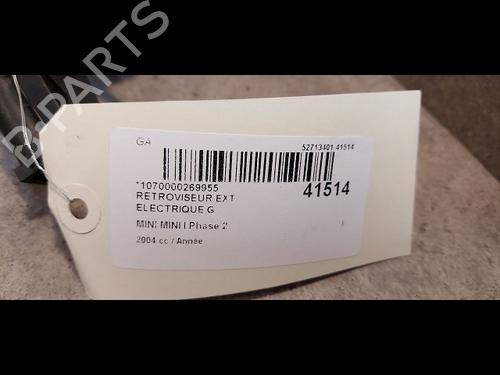 B-PARTS
GA
52713401 41514
*1070000269955
41514
RETROVISEUR EXT
ELECTRIQUE G
MINI MINI I Phase 2
2004 cc / Année